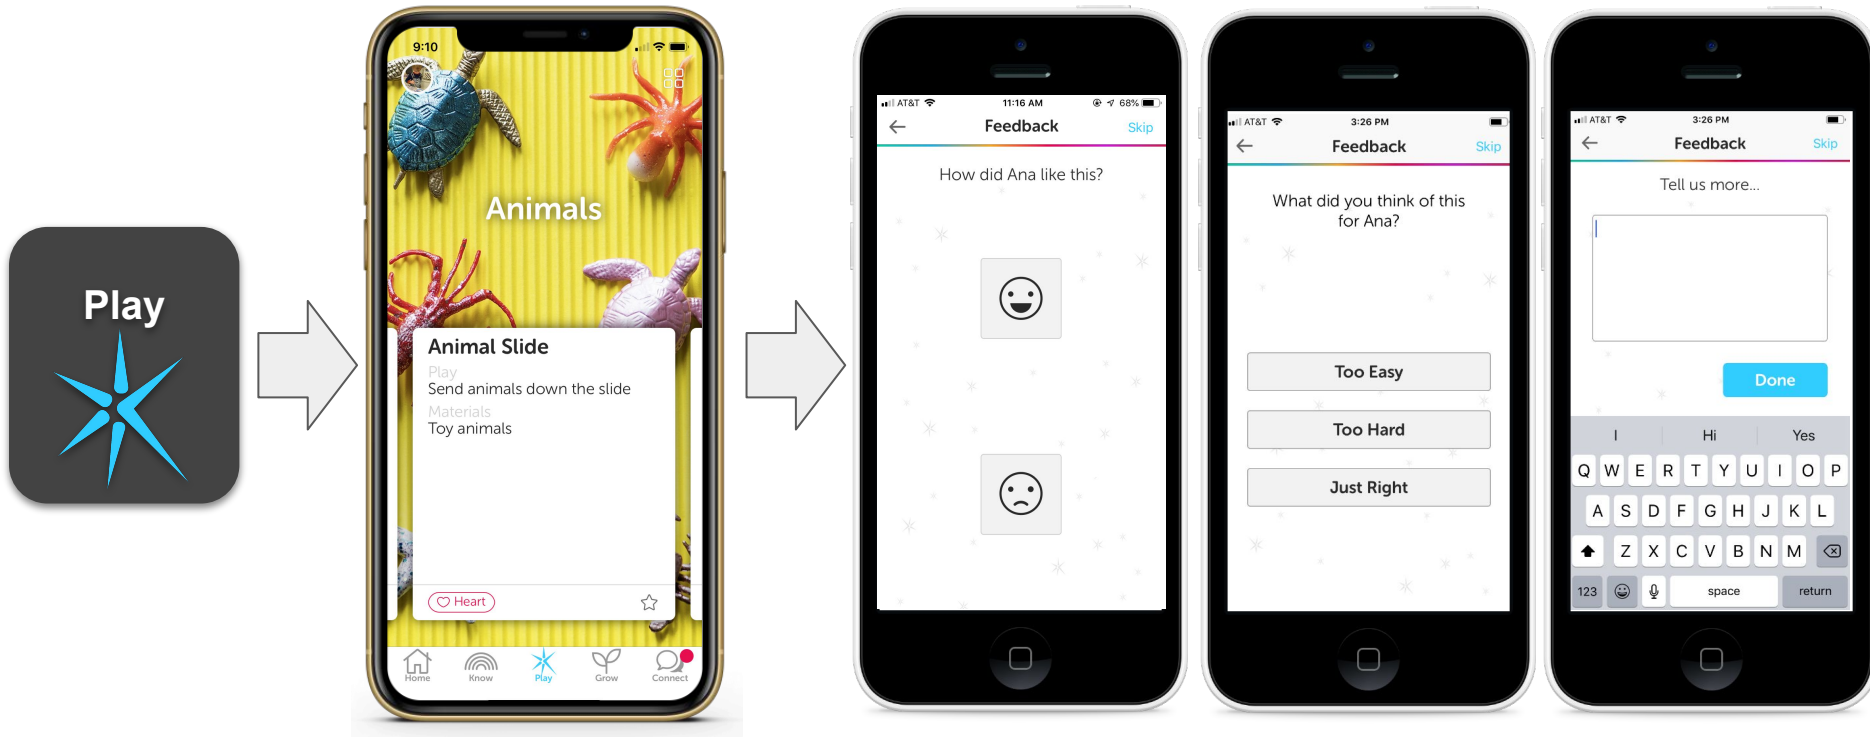 Play
9:10
Animals
Animal Slide
Play
Send animals down the slide
Materials
Toy animals
Heart
Home
Know
Play
Grow
Connect
AT&T
11:16 AM
68%
Feedback
Skip
How did Ana like this?
AT&T
3:26 PM
Feedback
Skip
What did you think of this
for Ana?
Too Easy
Too Hard
Just Right
AT&T
3:26 PM
Feedback
Skip
Tell us more...
Done
I Hi Yes
Q W E R T Y U I O P
A S D F G H J K L
Z X C V B N M
123 space return